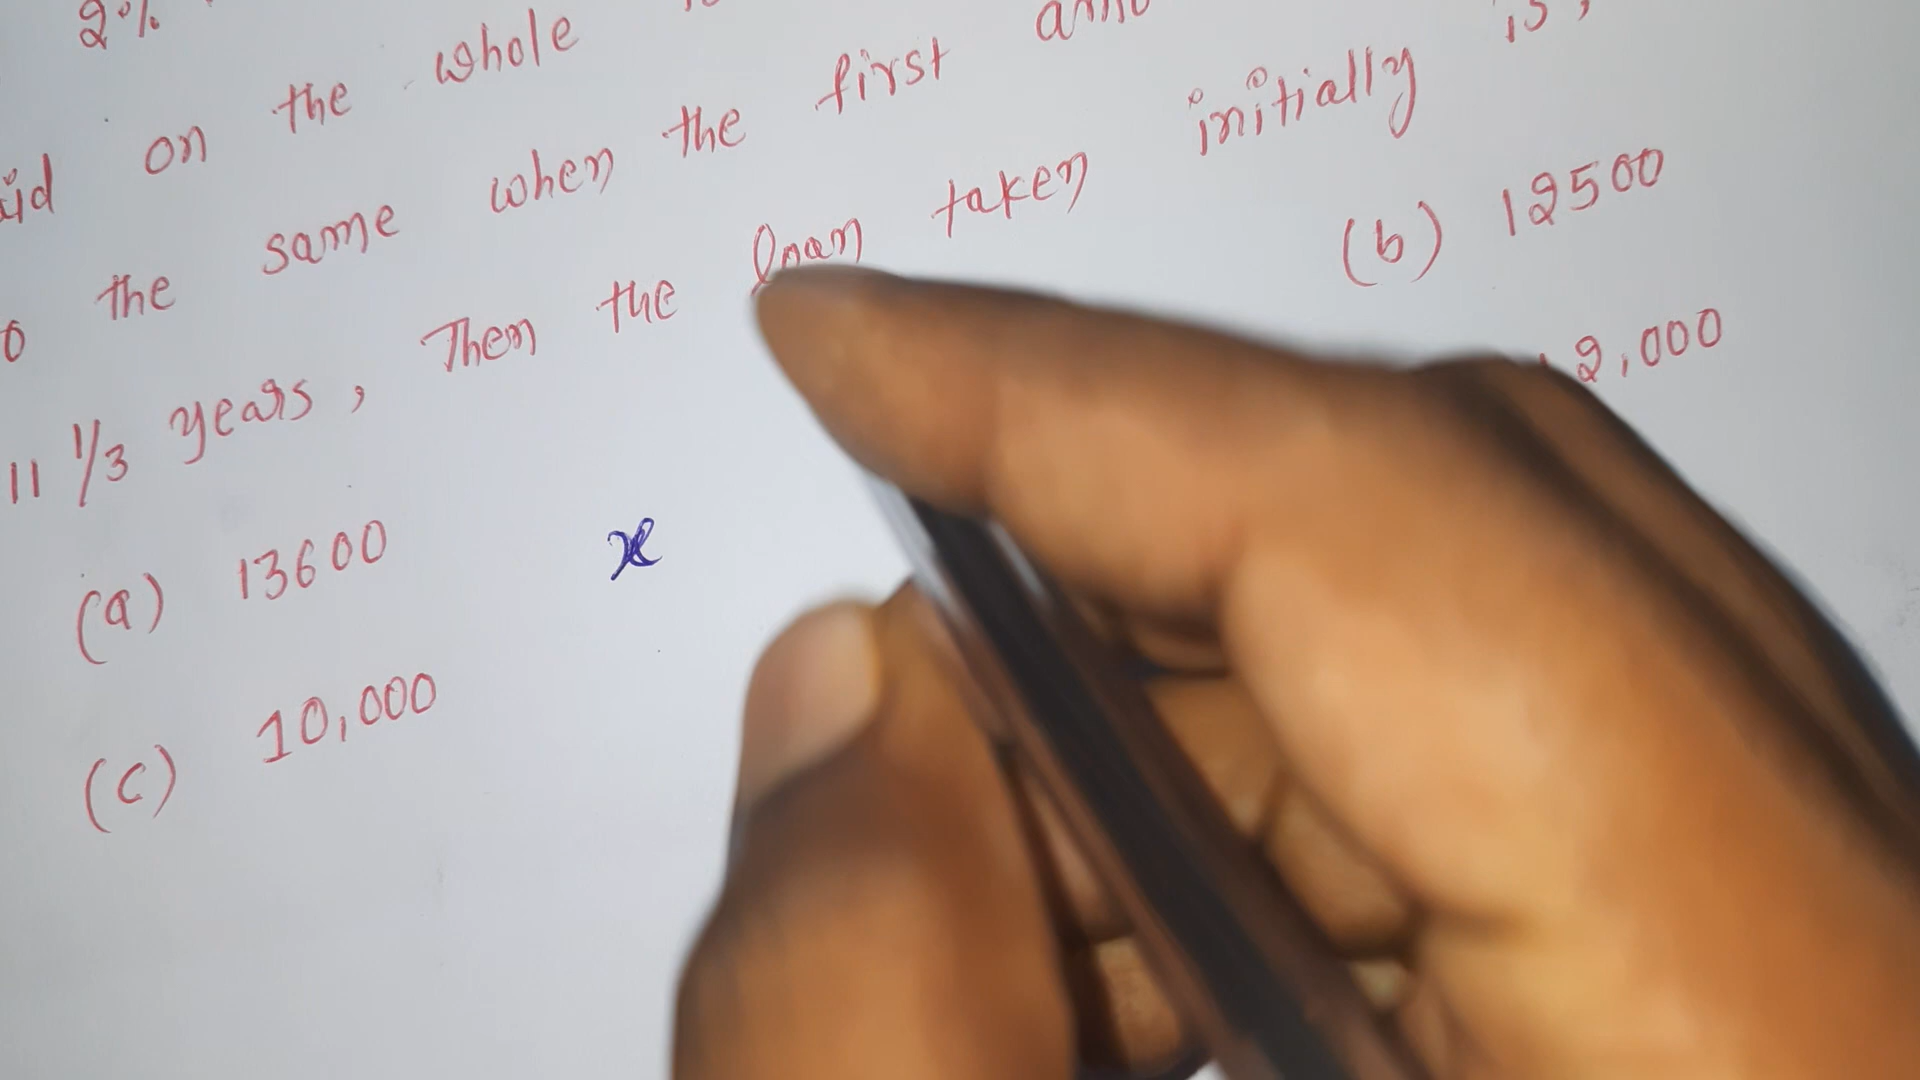 2%
on the whole
the same when the first
11 1/3 years, Then the loan taken initially is,
(a) 13600 (b) 12500
(c) 10,000 2,000
x